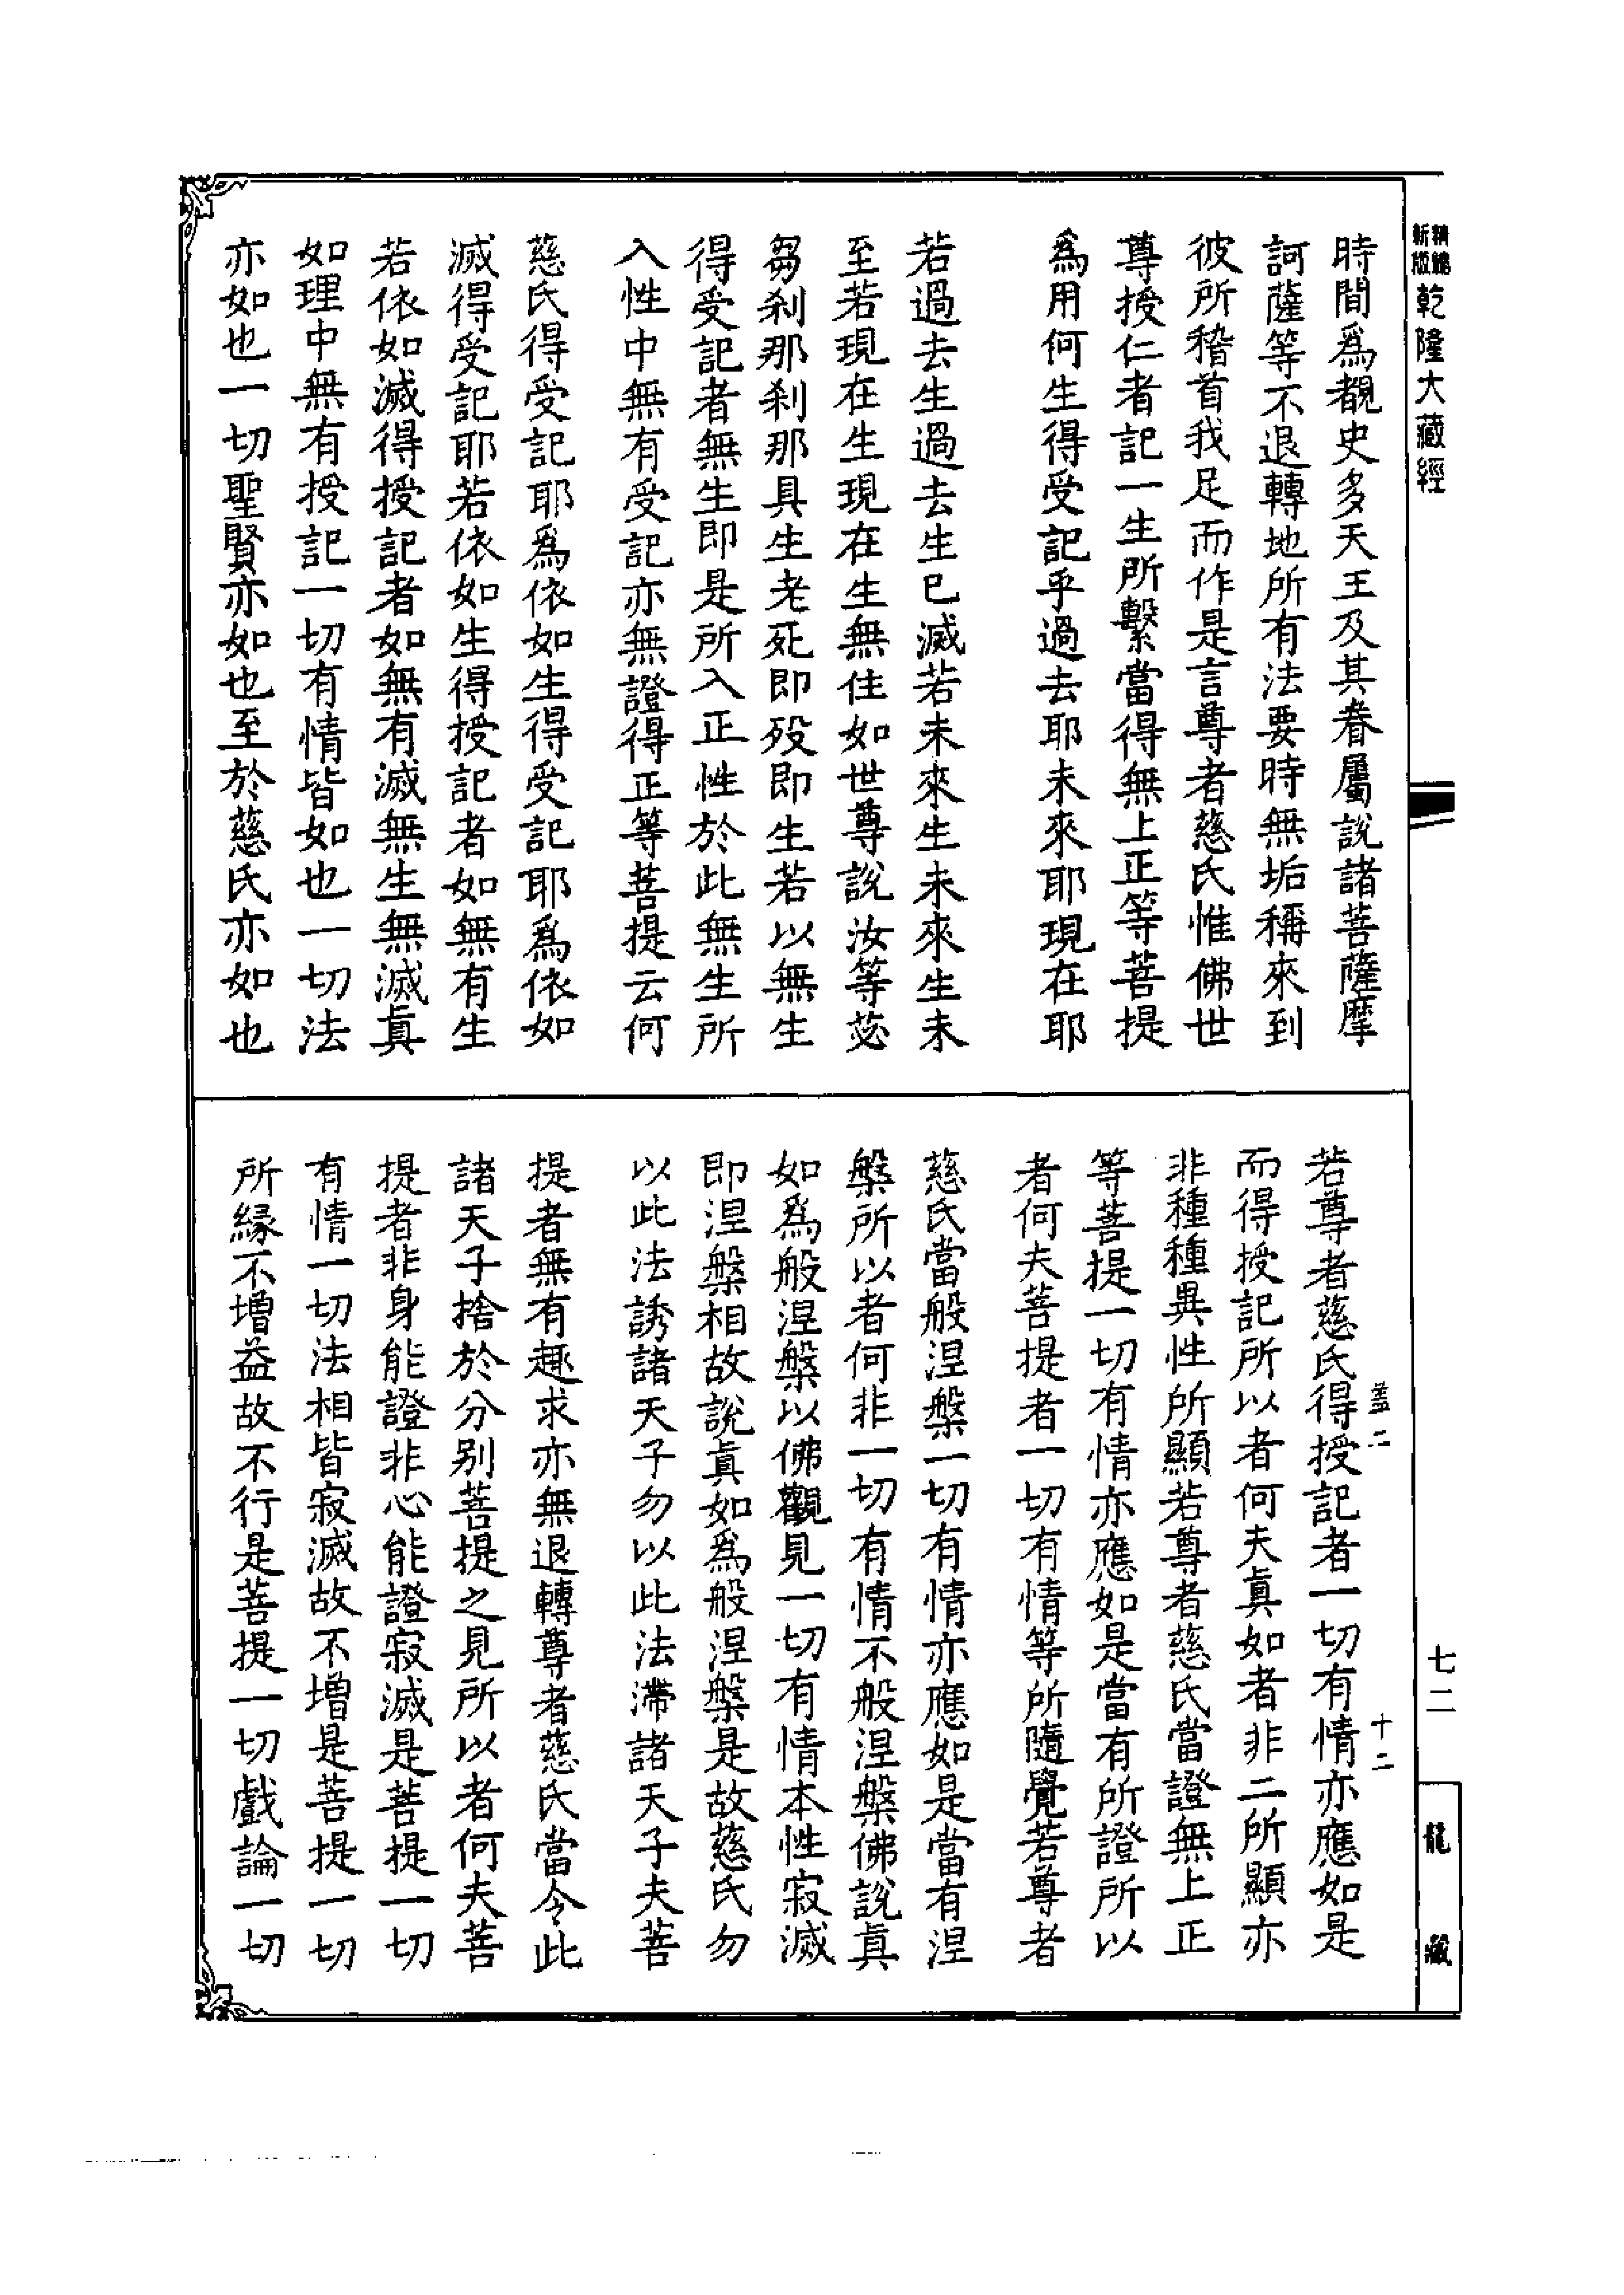 精鐫
新版
乾隆大藏經
時間爲覩史多天王及其眷屬說諸菩薩摩
訶薩等不退轉地所有法要時無垢稱來到
彼所稽首我足而作是言尊者慈氏惟佛世
尊授仁者記一生所繫當得無上正等菩提
爲用何生得受記乎過去耶未來耶現在耶
若過去生過去生已滅若未來生未來生未
至若現在生現在生無住如世尊說汝等苾
芻刹那刹那具生老死即歿即生若以無生
得受記者無生即是所入正性於此無生所
入性中無有受記亦無證得正等菩提云何
慈氏得受記耶爲依如生得受記耶爲依如
滅得受記耶若依如生得授記者如無有生
若依如滅得授記者如無有滅無生無滅真
如理中無有授記一切有情皆如也一切法
亦如也一切聖賢亦如也至於慈氏亦如也
蓋二
十二
若尊者慈氏得授記者一切有情亦應如是
而得授記所以者何夫真如者非二所顯亦
非種種異性所顯若尊者慈氏當證無上正
等菩提一切有情亦應如是當有所證所以
者何夫菩提者一切有情等所隨覺若尊者
慈氏當般涅槃一切有情亦應如是當有涅
槃所以者何非一切有情不般涅槃佛說真
如爲般涅槃以佛觀見一切有情本性寂滅
即涅槃相故說真如爲般涅槃是故慈氏勿
以此法誘諸天子勿以此法滯諸天子夫菩
提者無有趣求亦無退轉尊者慈氏當令此
諸天子捨於分別菩提之見所以者何夫菩
提者非身能證非心能證寂滅是菩提一切
有情一切法相皆寂滅故不增是菩提一切
所緣不增益故不行是菩提一切戲論一切
七二
龍藏